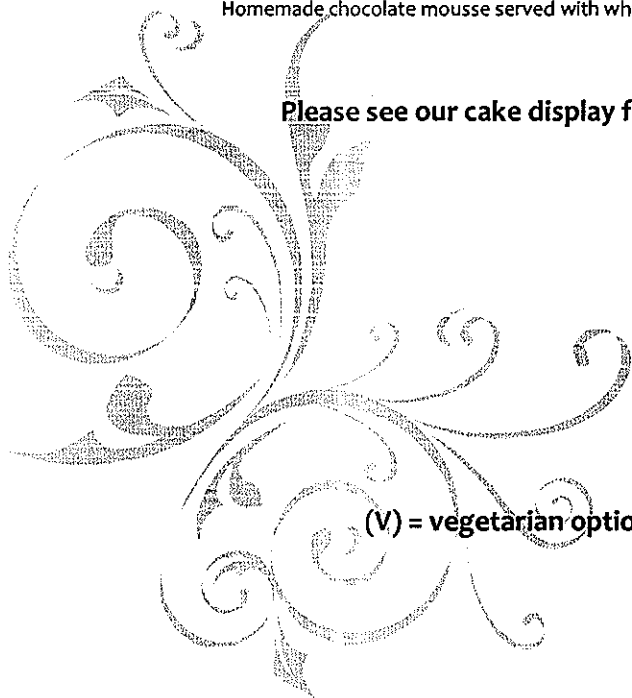 Homemade chocolate mousse served with wh
Please see our cake display f
(V) = vegetarian optio